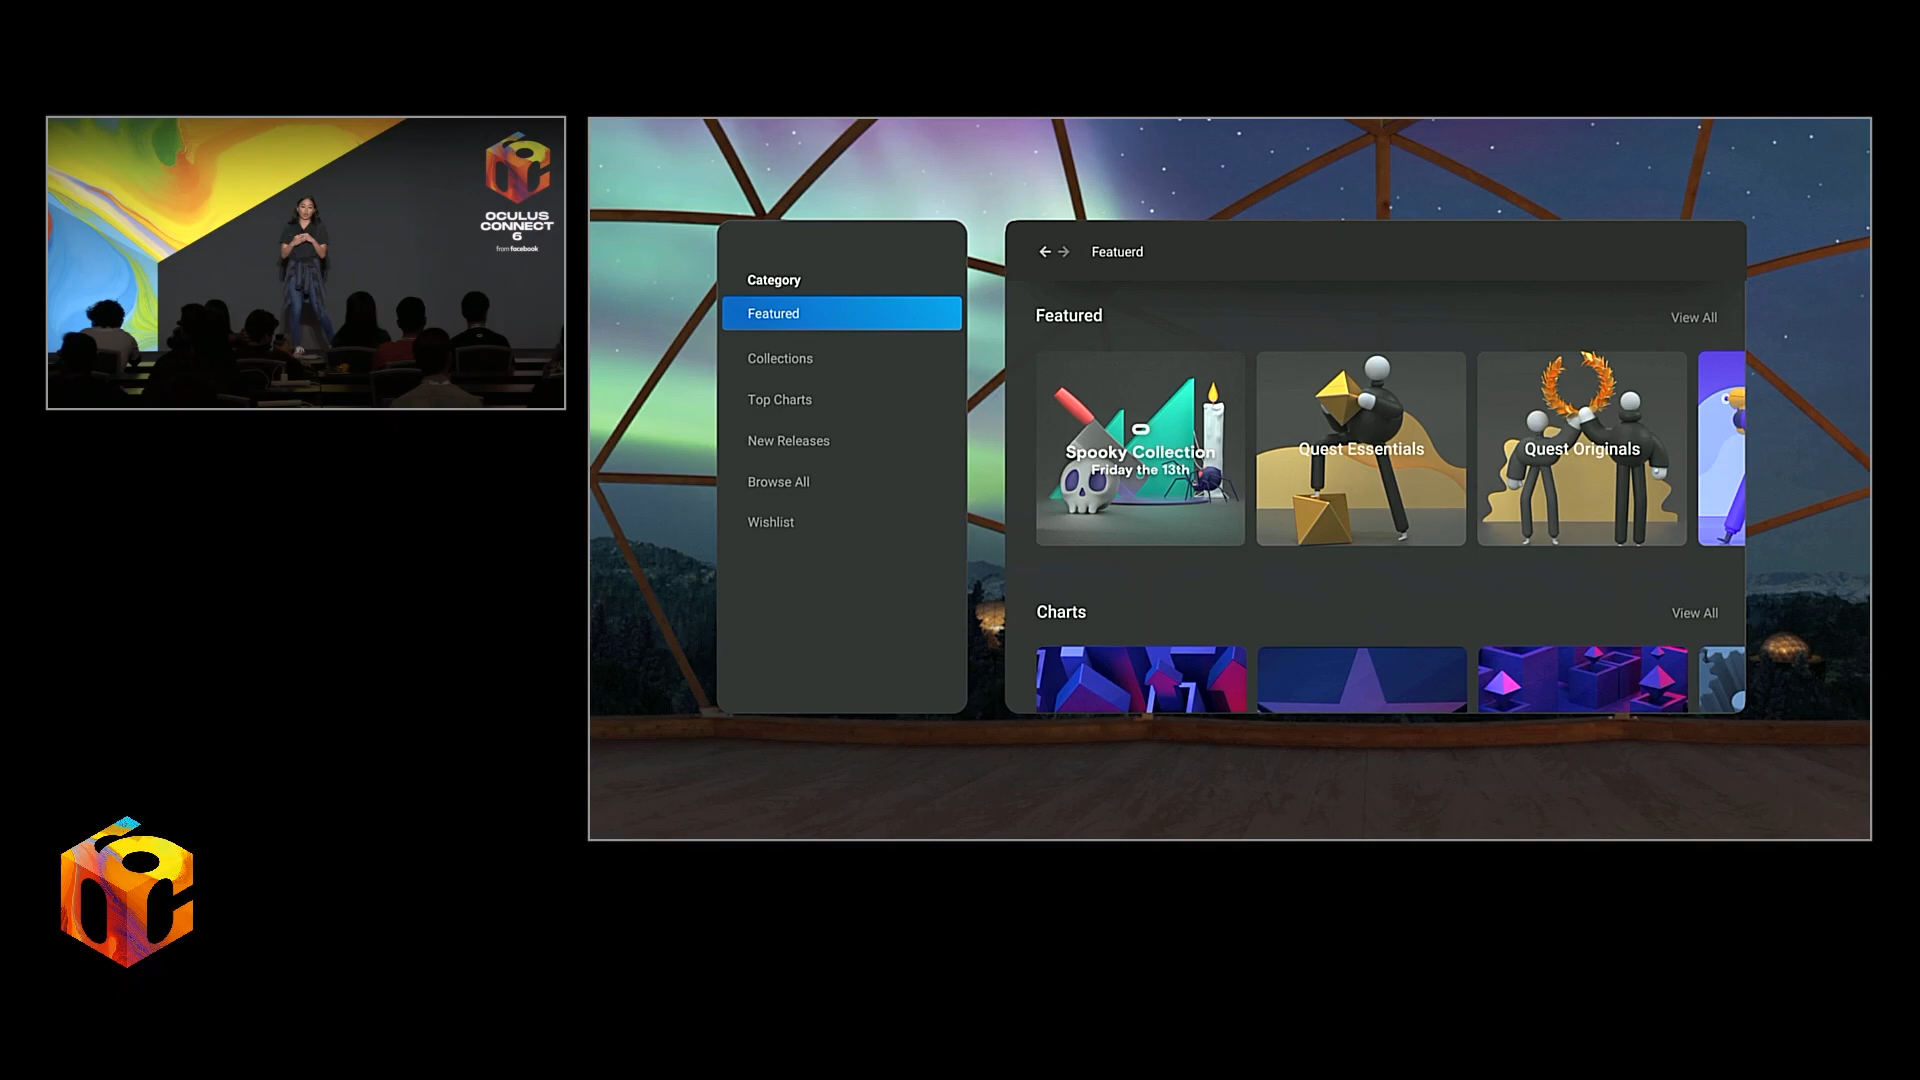 OCULUS
CONNECT
6
from facebook
Category
Featured
Collections
Top Charts
New Releases
Browse All
Wishlist
Featuerd
Featured
View All
Spooky Collection
Friday the 13th
Quest Essentials
Quest Originals
Charts
View All